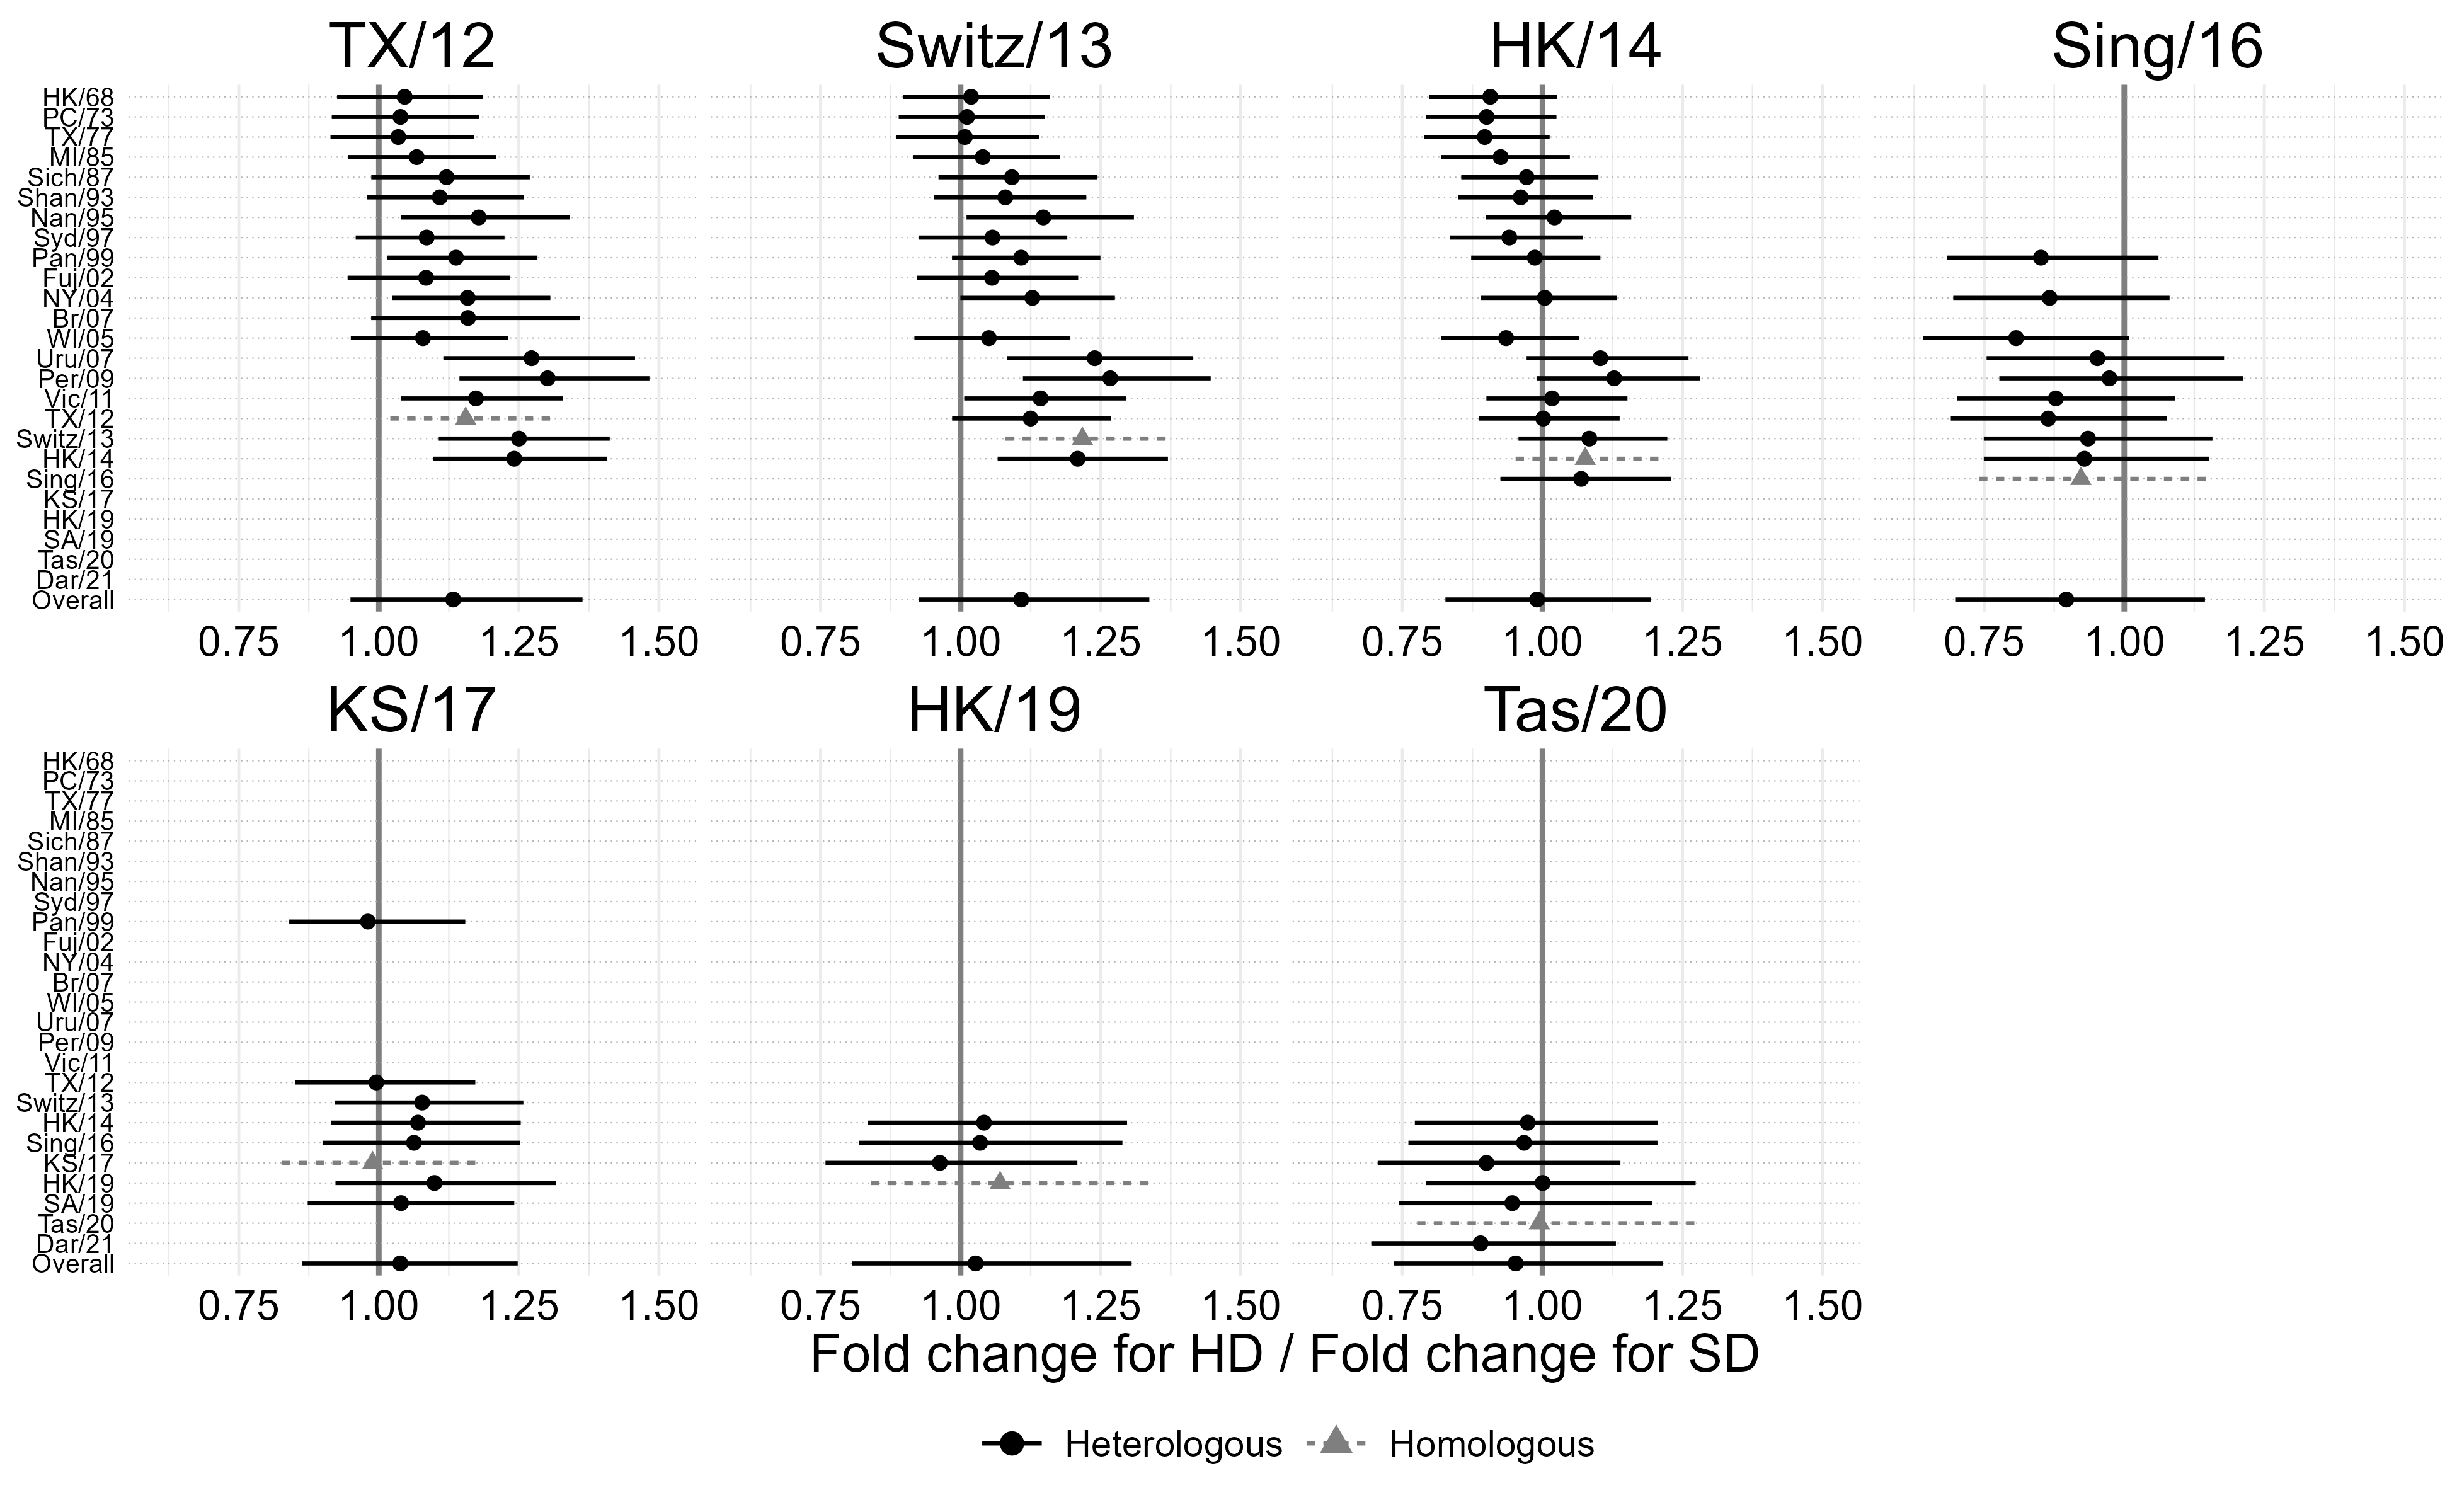 TX/12 Switz/13 HK/14 Sing/16
HK/68
PC/73
TX/77
MI/85
Sich/87
Shan/93
Nan/95
Syd/97
Pan/99
Fuj/02
NY/04
Br/07
WI/05
Uru/07
Per/09
Vic/11
TX/12
Switz/13
HK/14
Sing/16
KS/17
HK/19
SA/19
Tas/20
Dar/21
Overall
0.75 1.00 1.25 1.50 0.75 1.00 1.25 1.50 0.75 1.00 1.25 1.50 0.75 1.00 1.25 1.50
KS/17 HK/19 Tas/20
HK/68
PC/73
TX/77
MI/85
Sich/87
Shan/93
Nan/95
Syd/97
Pan/99
Fuj/02
NY/04
Br/07
WI/05
Uru/07
Per/09
Vic/11
TX/12
Switz/13
HK/14
Sing/16
KS/17
HK/19
SA/19
Tas/20
Dar/21
Overall
0.75 1.00 1.25 1.50 0.75 1.00 1.25 1.50 0.75 1.00 1.25 1.50
Fold change for HD / Fold change for SD
Heterologous Homologous